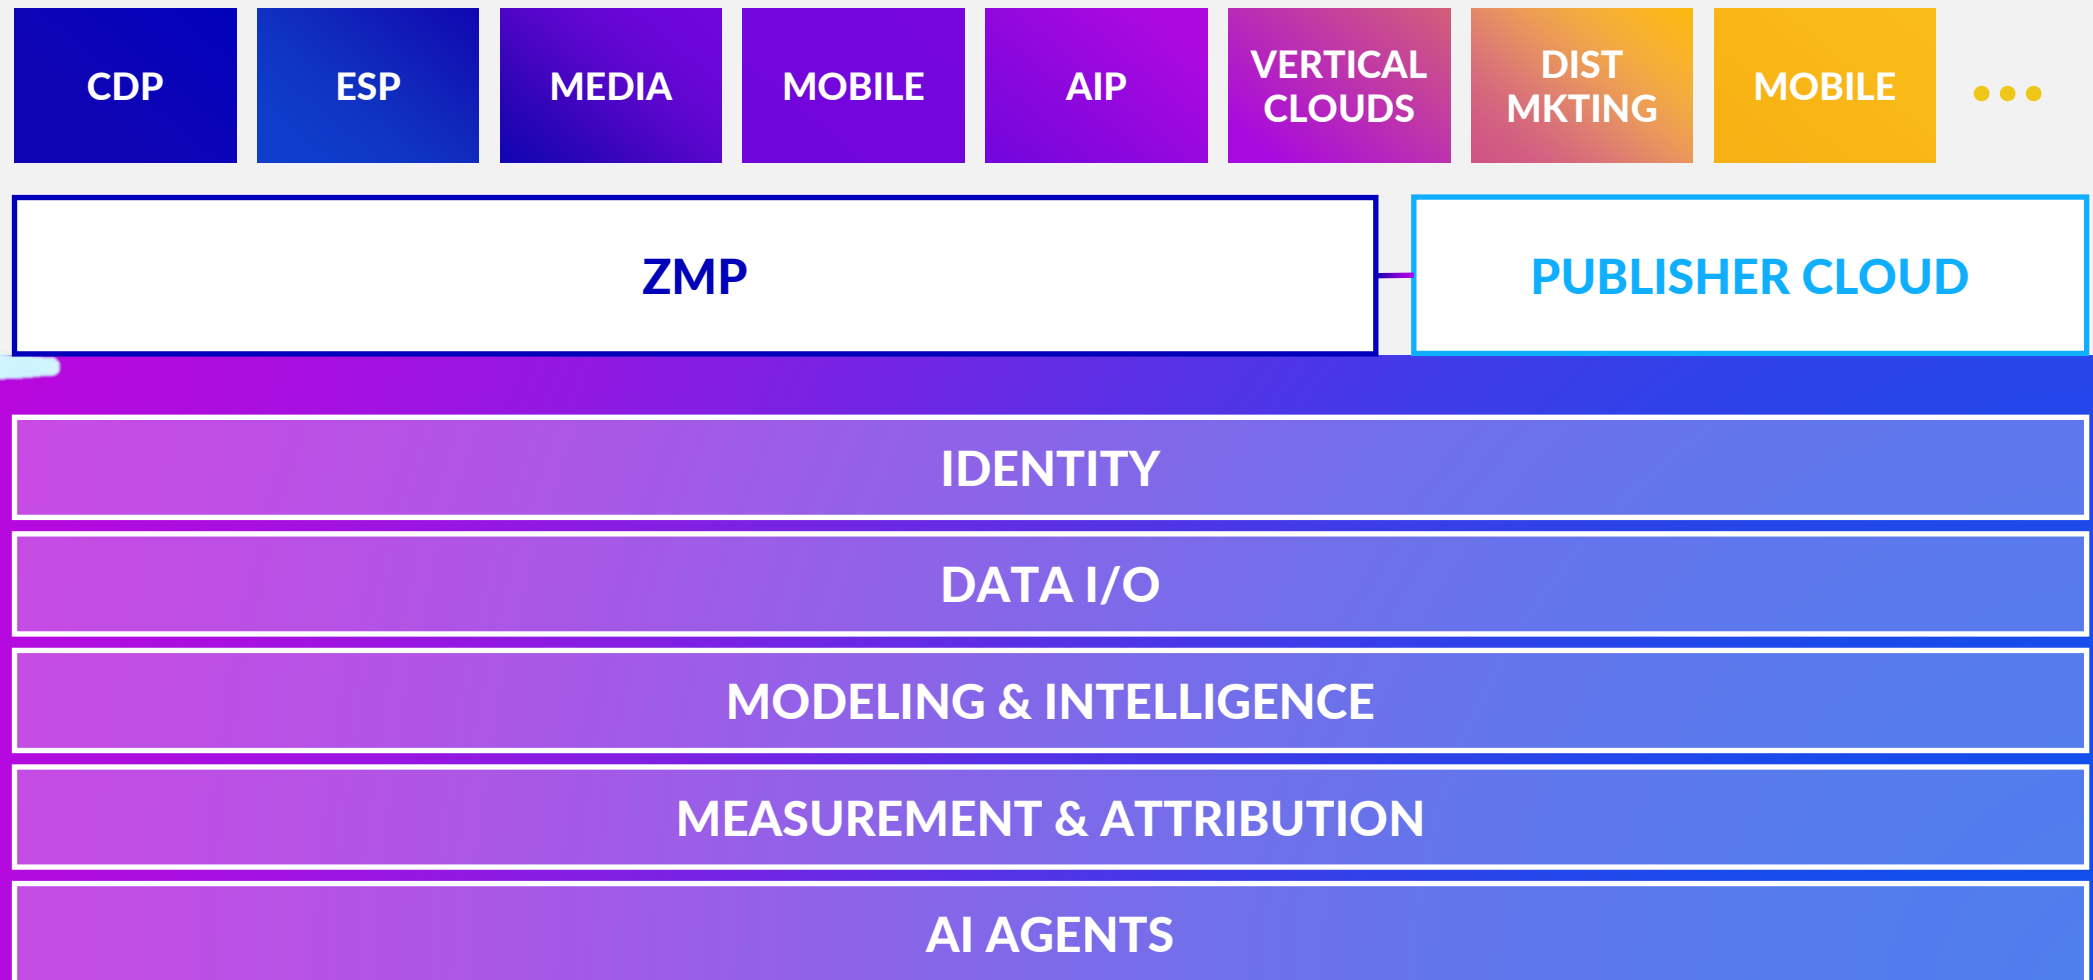 CDP
ESP
MEDIA
MOBILE
AIP
VERTICAL
CLOUDS
DIST
MKTING
MOBILE
...
ZMP
PUBLISHER CLOUD
IDENTITY
DATA I/O
MODELING & INTELLIGENCE
MEASUREMENT & ATTRIBUTION
AI AGENTS